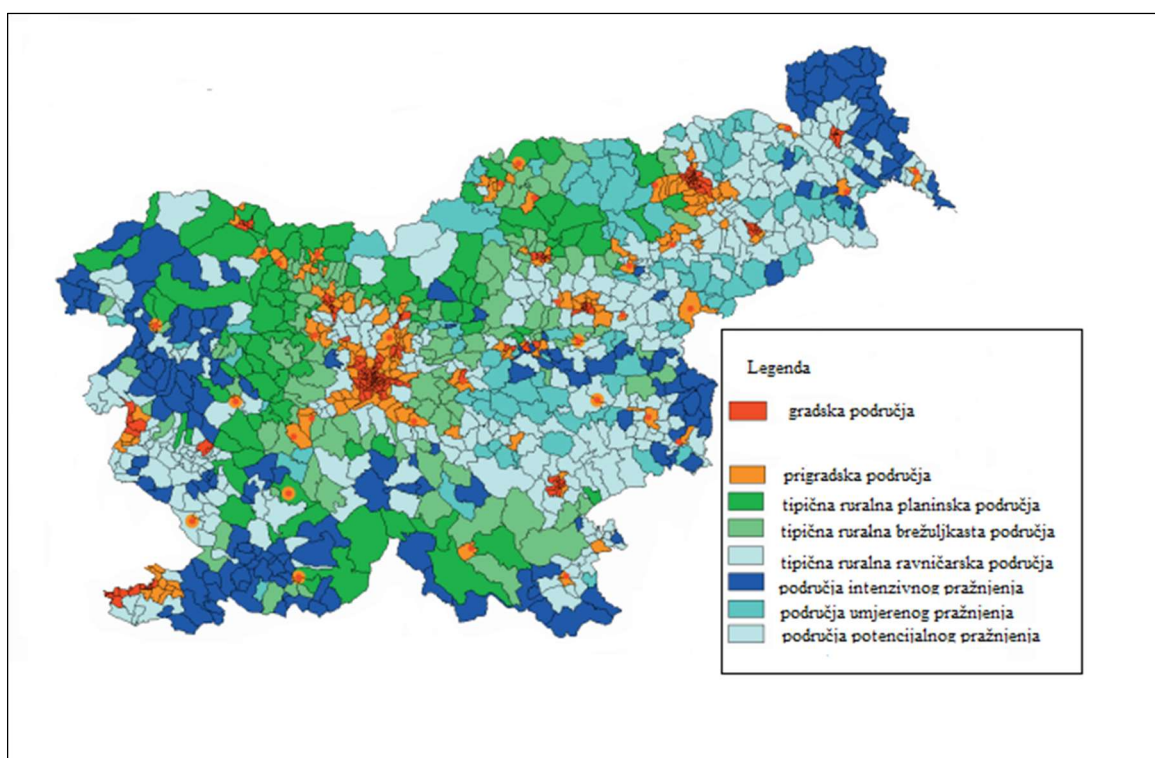 Legenda
gradska područja
prigradska područja
tipična ruralna planinska područja
tipična ruralna brežuljkasta područja
tipična ruralna ravničarska područja
područja intenzivnog pražnjenja
područja umjerenog pražnjenja
područja potencijalnog pražnjenja